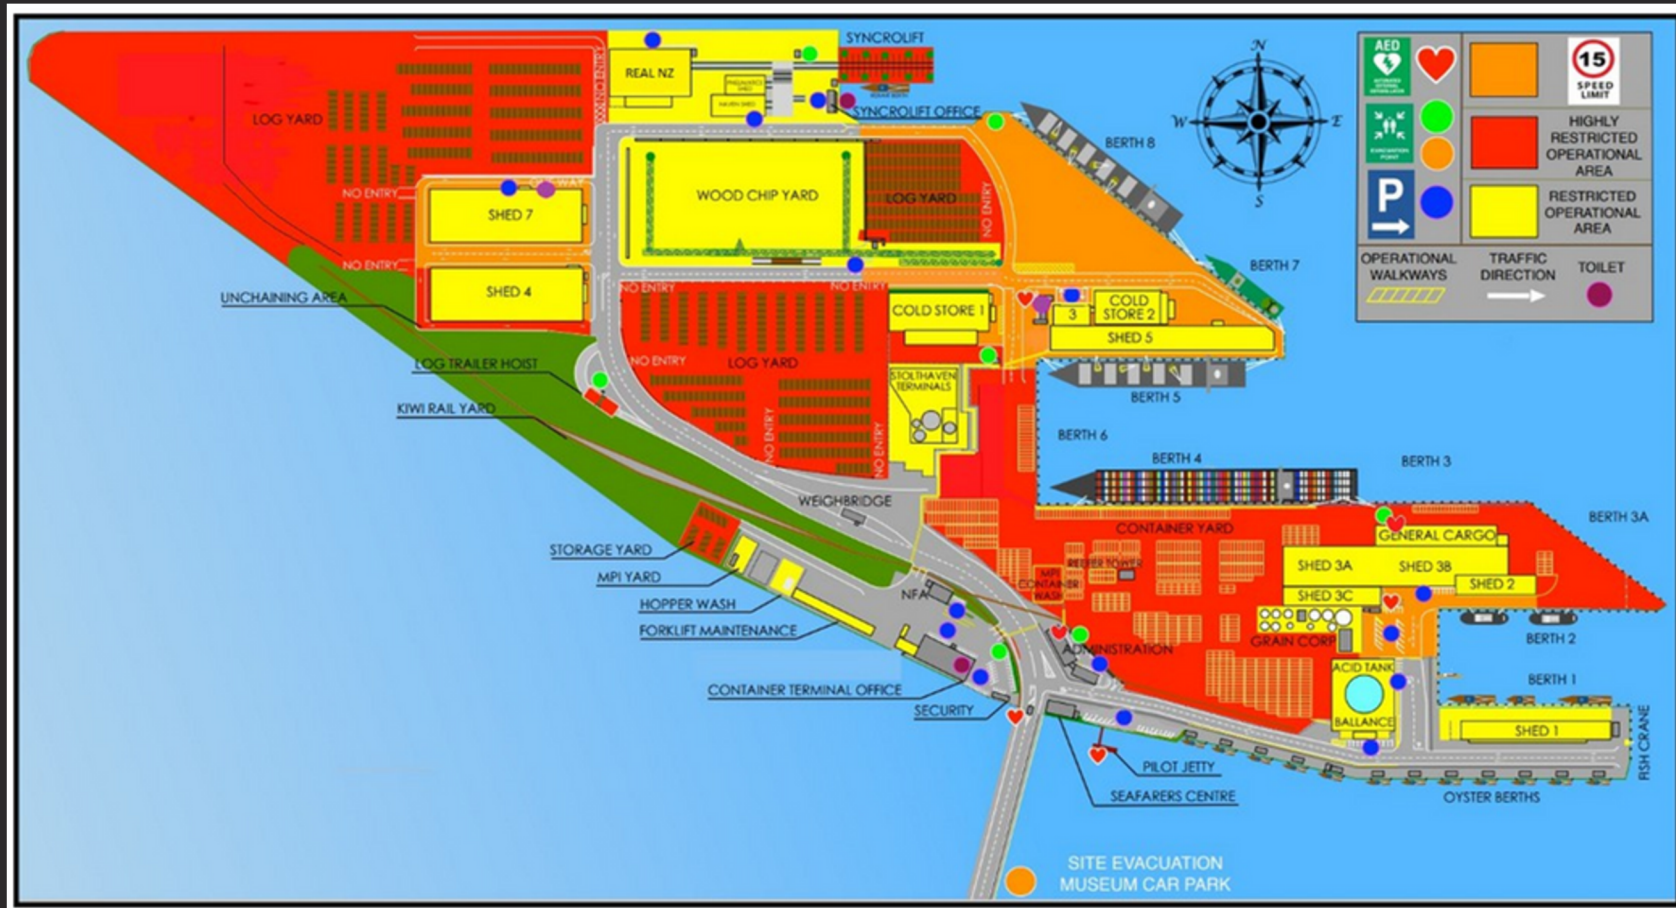 SYNCROLIFT
REAL NZ
NO ENTRY
LOG YARD
SYNCROLIFT OFFICE
BERTH 8
N
W
E
S
AED
15
SPEED
LIMIT
HIGHLY
RESTRICTED
OPERATIONAL
AREA
EVACUATION
POINT
P
RESTRICTED
OPERATIONAL
AREA
OPERATIONAL
WALKWAYS
TRAFFIC
DIRECTION
TOILET
NO ENTRY
SHED 7
WOOD CHIP YARD
LOG YARD
NO ENTRY
NO ENTRY
SHED 4
UNCHAINING AREA
NO ENTRY
NO ENTRY
COLD STORE 1
3
COLD
STORE 2
SHED 5
BERTH 7
LOG TRAILER HOIST
NO ENTRY
LOG YARD
STOLTHAVEN
TERMINALS
BERTH 5
KIWI RAIL YARD
NO ENTRY
NO ENTRY
BERTH 6
BERTH 4
BERTH 3
WEIGHBRIDGE
CONTAINER YARD
BERTH 3A
GENERAL CARGO
STORAGE YARD
MPI YARD
REEFER TOWER
MPI
CONTAINER
WASH
SHED 3A
SHED 3B
SHED 2
SHED 3C
HOPPER WASH
NFA
FORKLIFT MAINTENANCE
GRAIN CORP
BERTH 2
ADMINISTRATION
CONTAINER TERMINAL OFFICE
ACID TANK
BERTH 1
SECURITY
BALLANCE
SHED 1
FISH CRANE
PILOT JETTY
SEAFARERS CENTRE
OYSTER BERTHS
SITE EVACUATION
MUSEUM CAR PARK